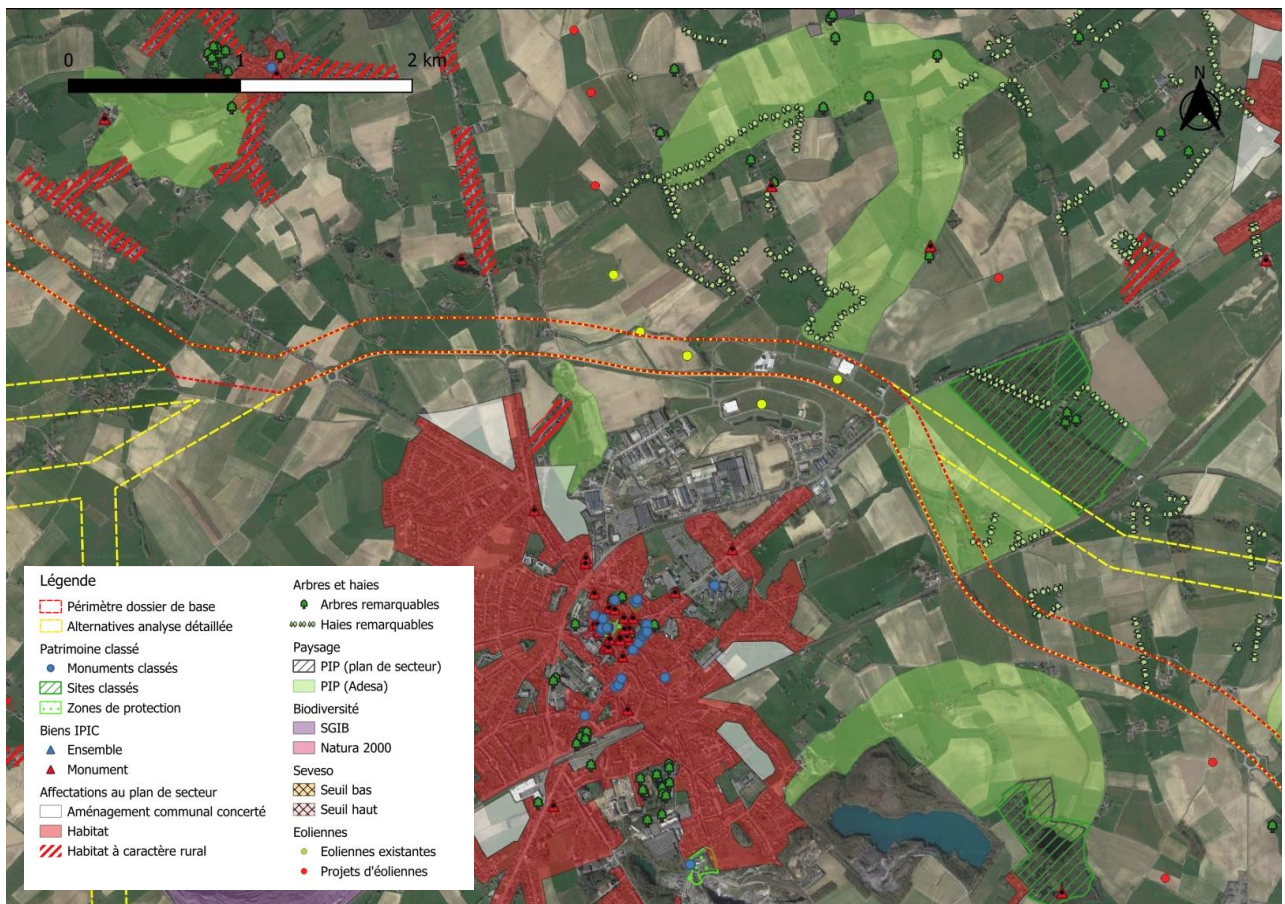 0
1
2 km
N
Légende
Périmètre dossier de base
Alternatives analyse détaillée
Patrimoine classé
Monuments classés
Sites classés
Zones de protection
Biens IPIC
Ensemble
Monument
Affectations au plan de secteur
Aménagement communal concerté
Habitat
Habitat à caractère rural
Arbres et haies
Arbres remarquables
Haies remarquables
Paysage
PIP (plan de secteur)
PIP (Adesa)
Biodiversité
SGIB
Natura 2000
Seveso
Seuil bas
Seuil haut
Eoliennes
Eoliennes existantes
Projets d'éoliennes